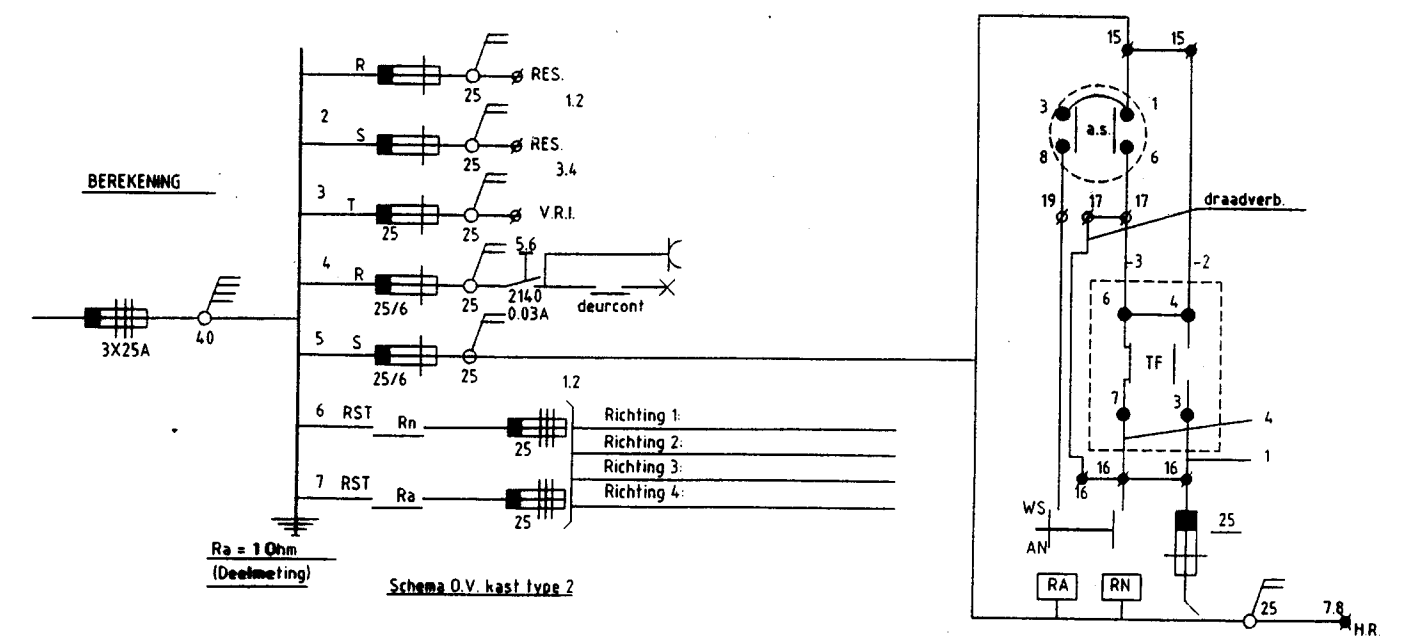 BEREKENING
3X25A
40
R
25
RES.
1.2
2
S
25
RES.
3.4
3
T
25
25
V.R.I.
4
R
25/6
25
5.6
2140
0.03A
deurcont
5
S
25/6
25
6
RST
Rn
25
1.2
Richting 1:
Richting 2:
Richting 3:
Richting 4:
7
RST
Ra
25
Ra = 1 Ohm
(Deelmeting)
Schema O.V. kast type 2
15
15
3
1
a.s.
8
6
19
17
17
draadverb.
-3
-2
6
4
TF
7
3
4
1
16
16
16
WS
AN
25
RA
RN
25
7.8
H.R.